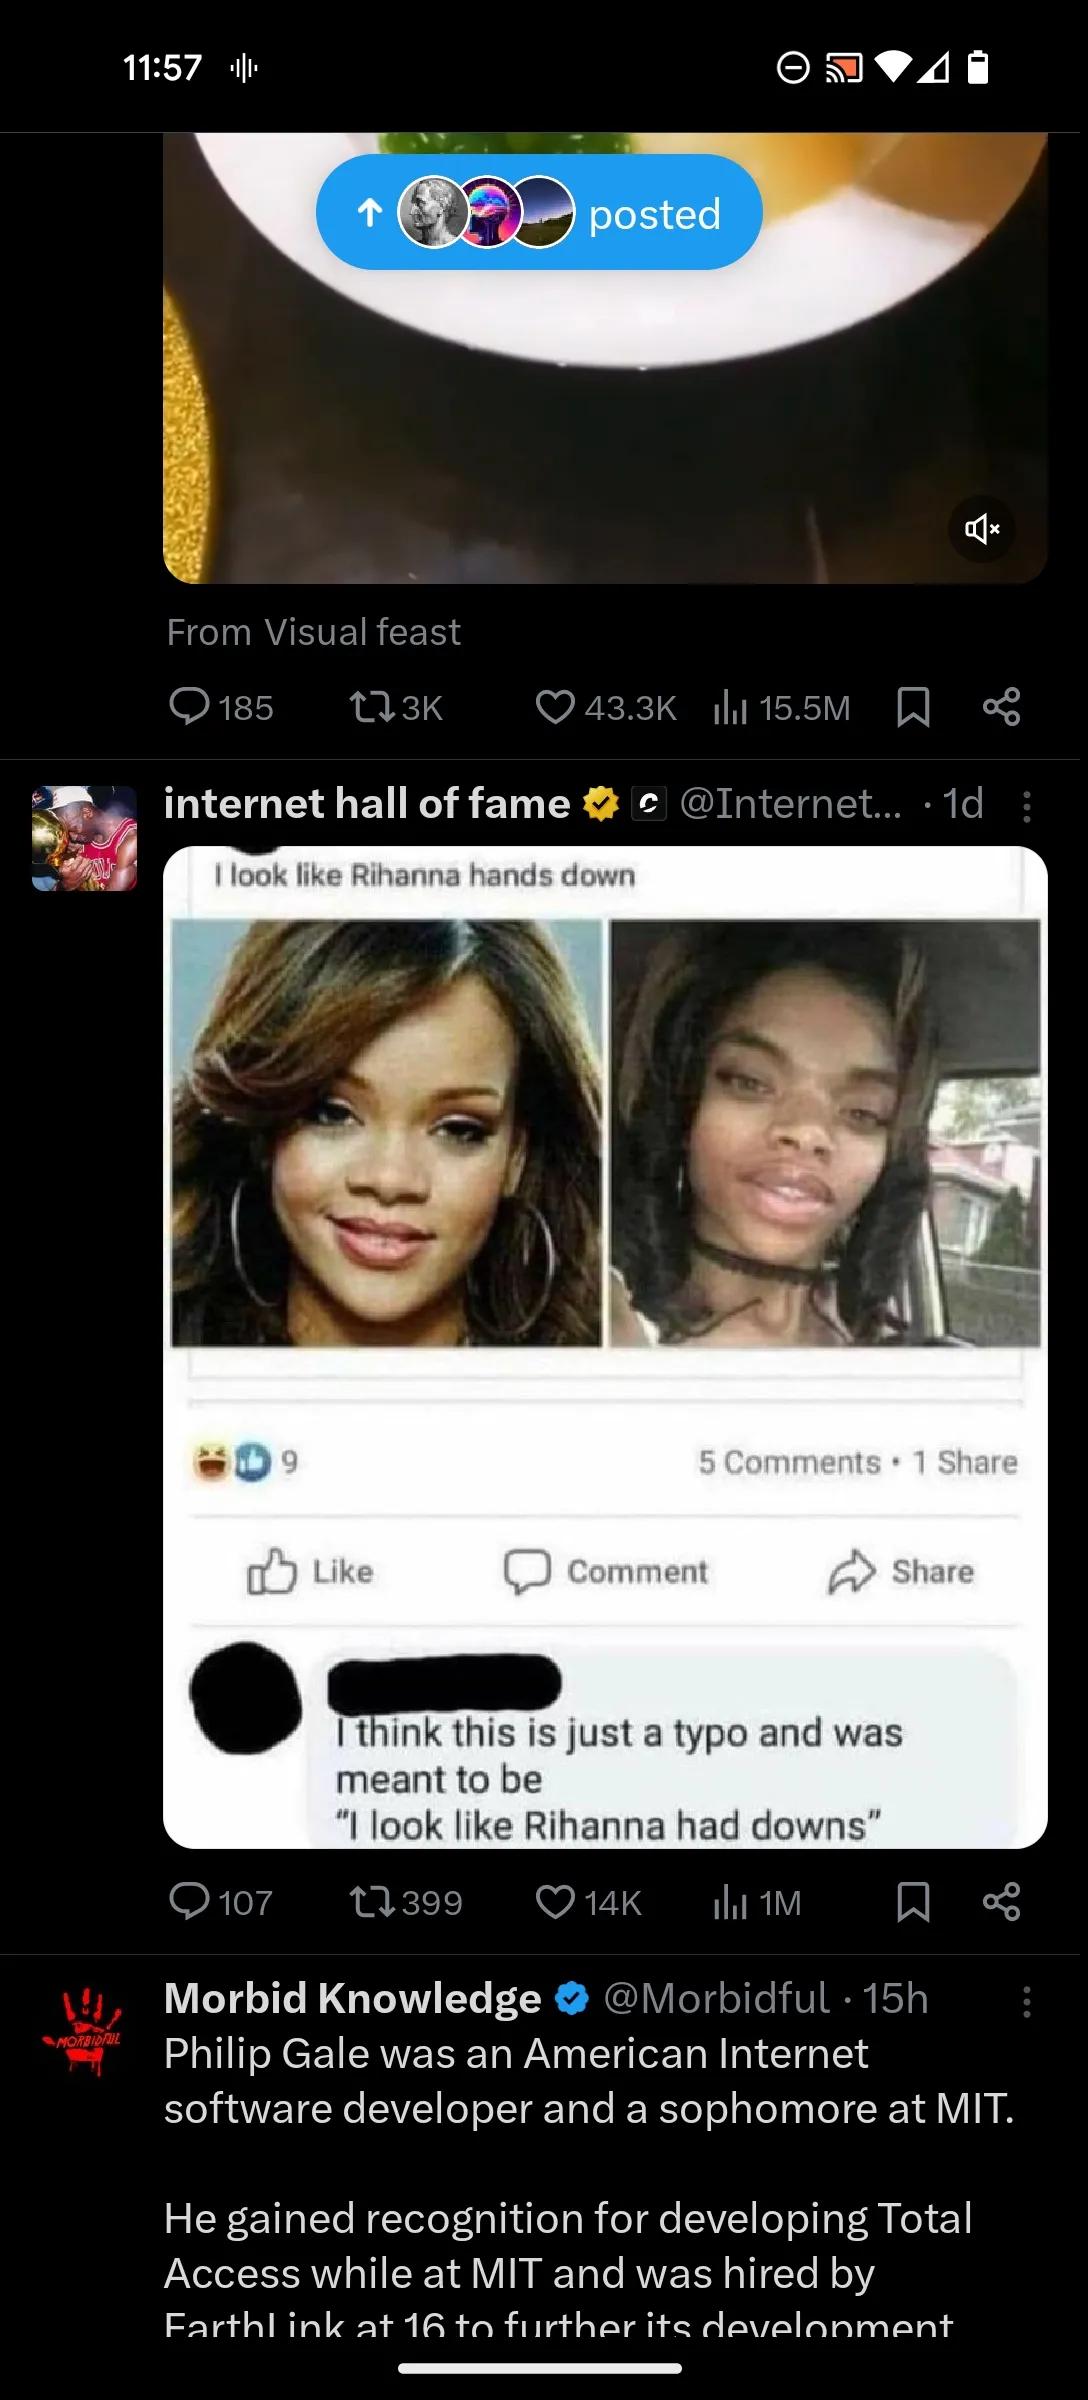 11:57
posted
From Visual feast
185 3K 43.3K 15.5M
internet hall of fame @Internet... · 1d
I look like Rihanna hands down
9 5 Comments • 1 Share
Like Comment Share
I think this is just a typo and was
meant to be
“I look like Rihanna had downs”
107 399 14K 1M
MORBIDFUL
Morbid Knowledge @Morbidful · 15h
Philip Gale was an American Internet
software developer and a sophomore at MIT.
He gained recognition for developing Total
Access while at MIT and was hired by
EarthLink at 16 to further its development